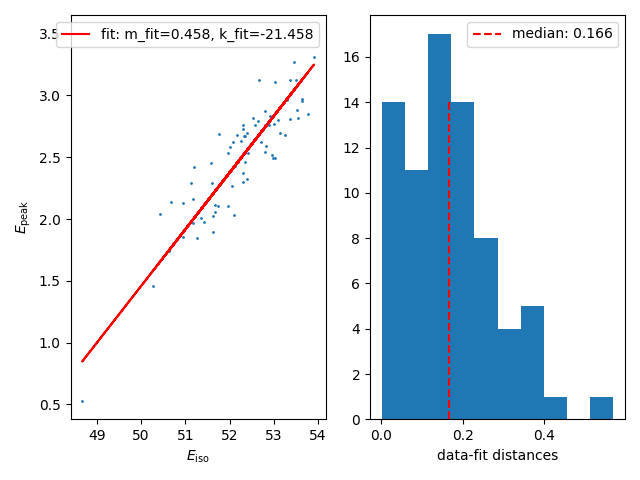 fit: m_fit=0.458, k_fit=-21.458
3.5
3.0
2.5
2.0
1.5
1.0
0.5
E_peak
49 50 51 52 53 54
E_iso
median: 0.166
16
14
12
10
8
6
4
2
0
0.0 0.2 0.4
data-fit distances